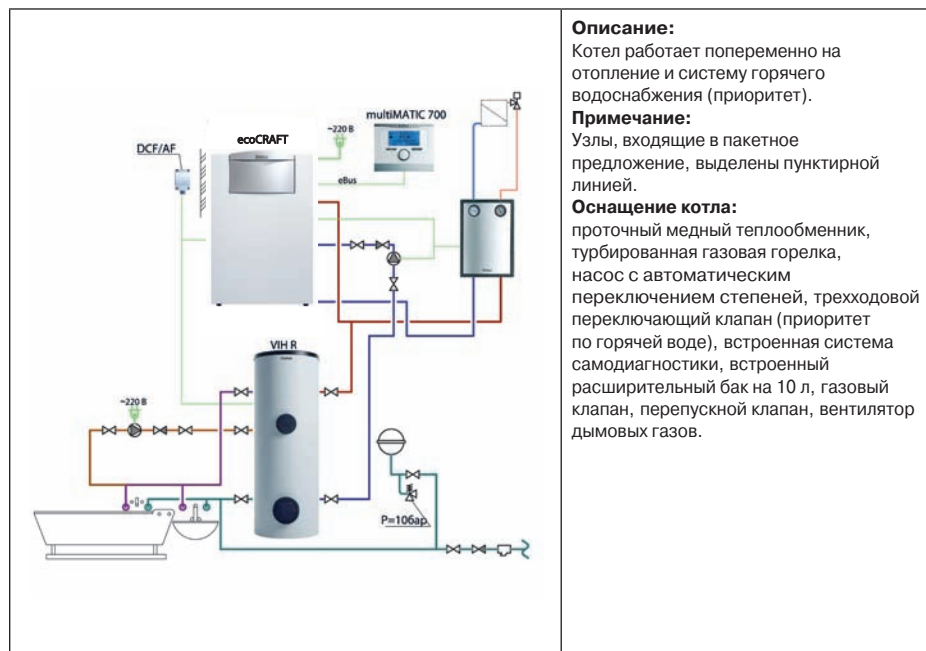 multiMATIC 700
ecoCRAFT
~220 В
DCF/AF
eBus
VIH R
~220 В
P=10бар
Описание:
Котел работает попеременно на
отопление и систему горячего
водоснабжения (приоритет).
Примечание:
Узлы, входящие в пакетное
предложение, выделены пунктирной
линией.
Оснащение котла:
проточный медный теплообменник,
турбированная газовая горелка,
насос с автоматическим
переключением степеней, трехходовой
переключающий клапан (приоритет
по горячей воде), встроенная система
самодиагностики, встроенный
расширительный бак на 10 л, газовый
клапан, перепускной клапан, вентилятор
дымовых газов.